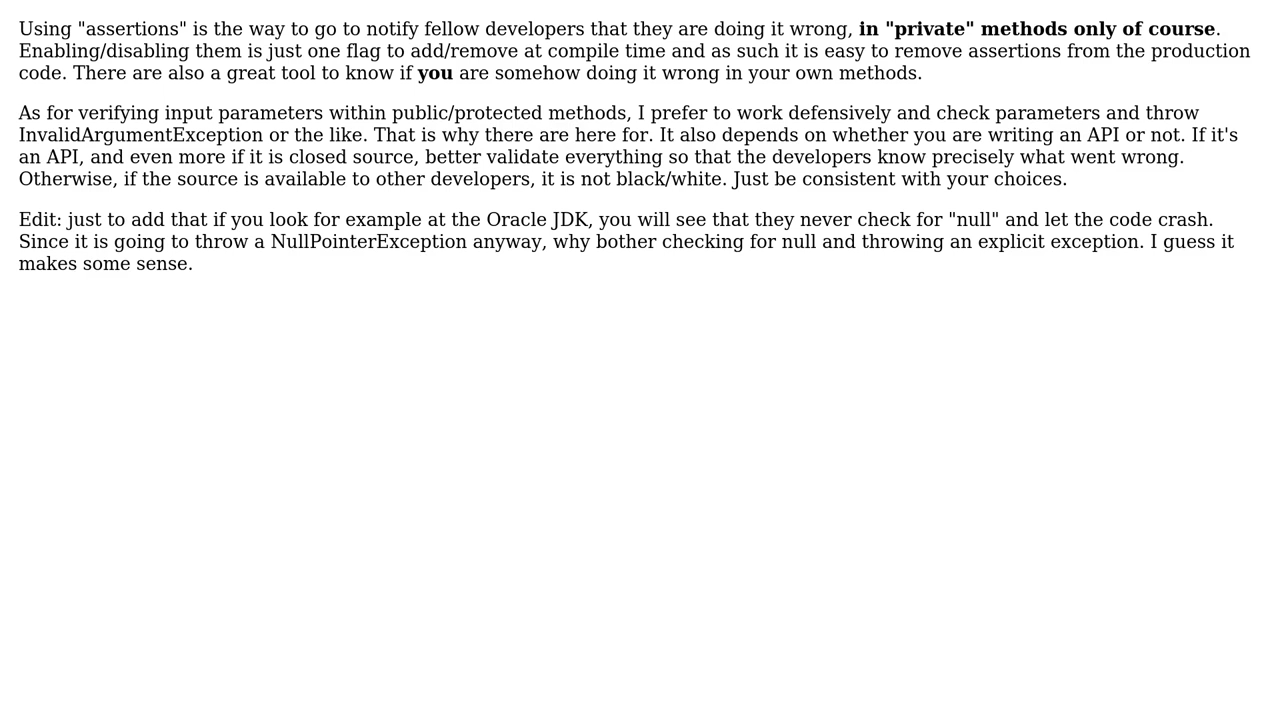 Using "assertions" is the way to go to notify fellow developers that they are doing it wrong, in "private" methods only of course.
Enabling/disabling them is just one flag to add/remove at compile time and as such it is easy to remove assertions from the production
code. There are also a great tool to know if you are somehow doing it wrong in your own methods.
As for verifying input parameters within public/protected methods, I prefer to work defensively and check parameters and throw
InvalidArgumentException or the like. That is why there are here for. It also depends on whether you are writing an API or not. If it's
an API, and even more if it is closed source, better validate everything so that the developers know precisely what went wrong.
Otherwise, if the source is available to other developers, it is not black/white. Just be consistent with your choices.
Edit: just to add that if you look for example at the Oracle JDK, you will see that they never check for "null" and let the code crash.
Since it is going to throw a NullPointerException anyway, why bother checking for null and throwing an explicit exception. I guess it
makes some sense.